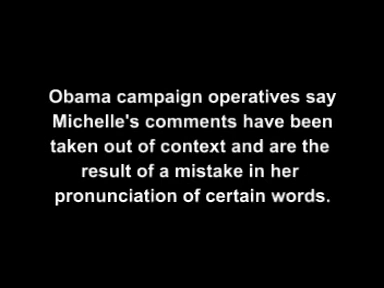 Obama campaign operatives say
Michelle's comments have been
taken out of context and are the
result of a mistake in her
pronunciation of certain words.